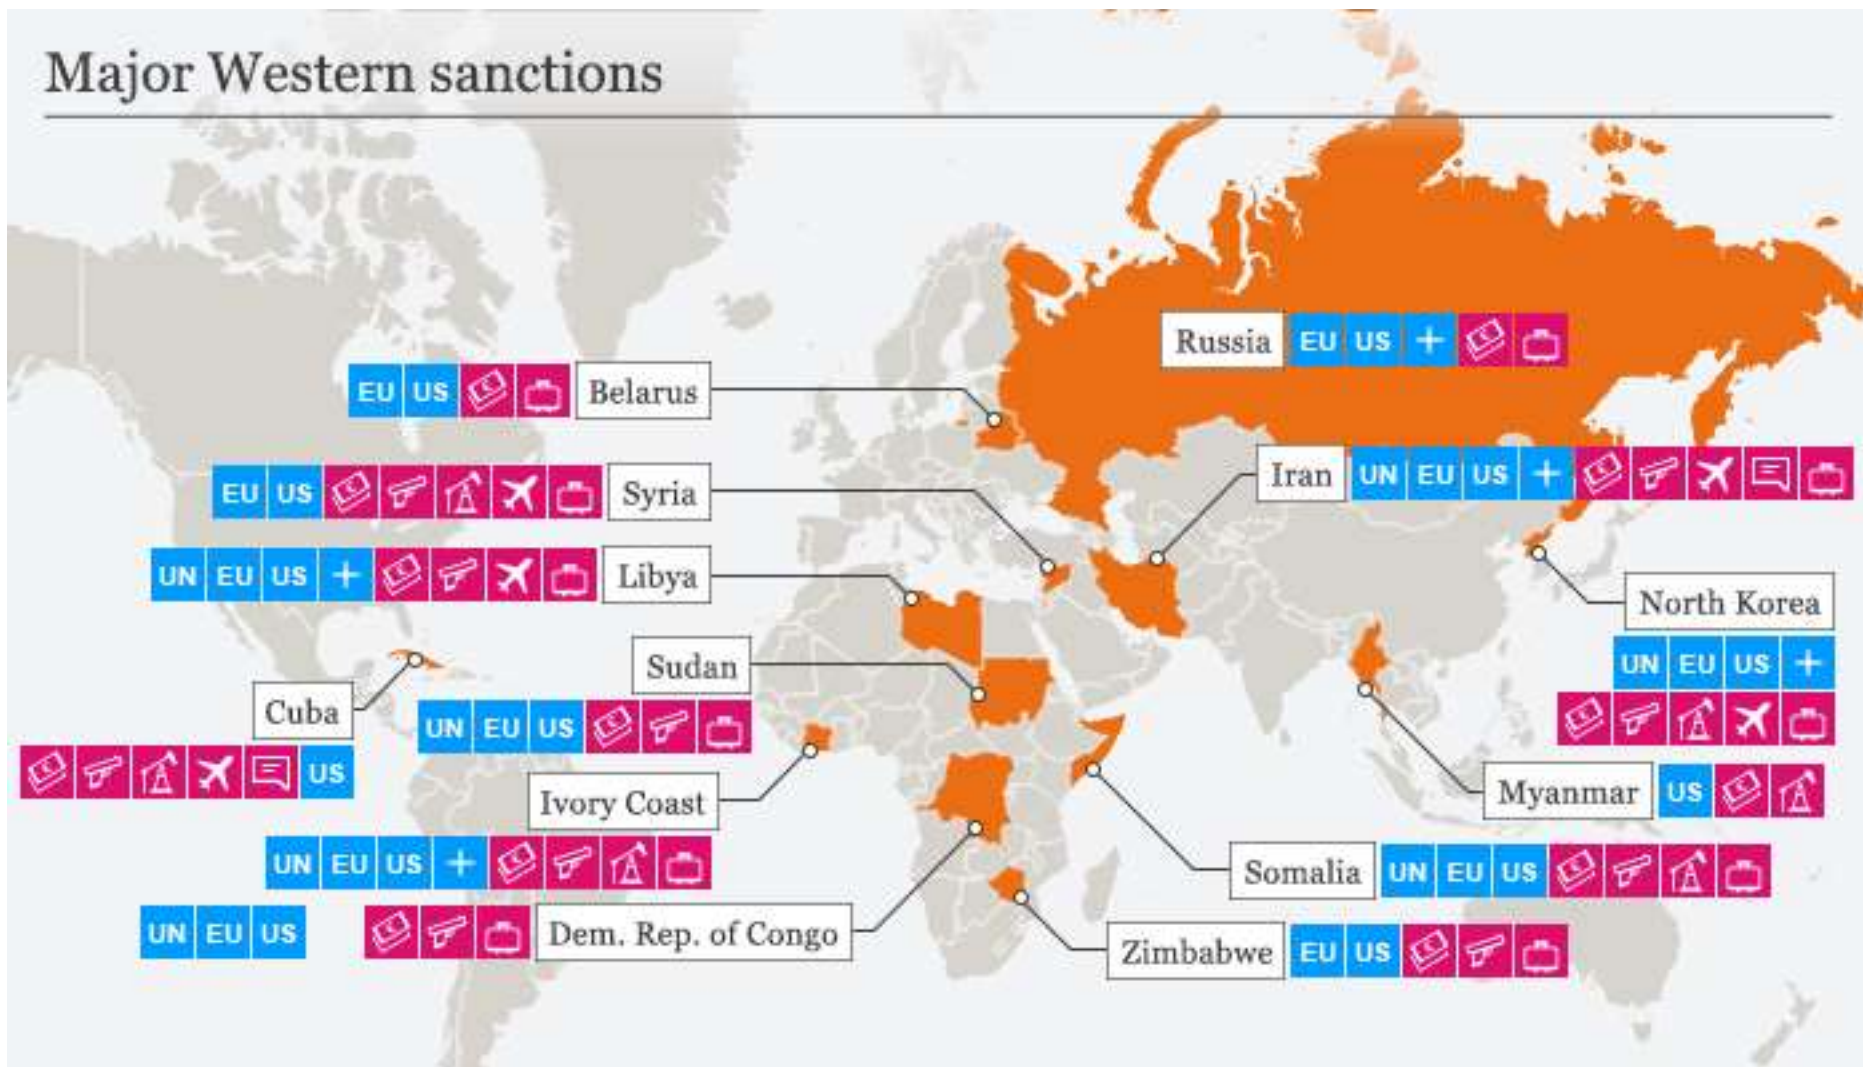 Major Western sanctions
Russia EU US +
EU US Belarus
Iran UN EU US +
EU US Syria
UN EU US + Libya
North Korea
UN EU US +
Sudan
UN EU US
Cuba
US
Ivory Coast
UN EU US +
Myanmar US
Somalia UN EU US
UN EU US Dem. Rep. of Congo
Zimbabwe EU US